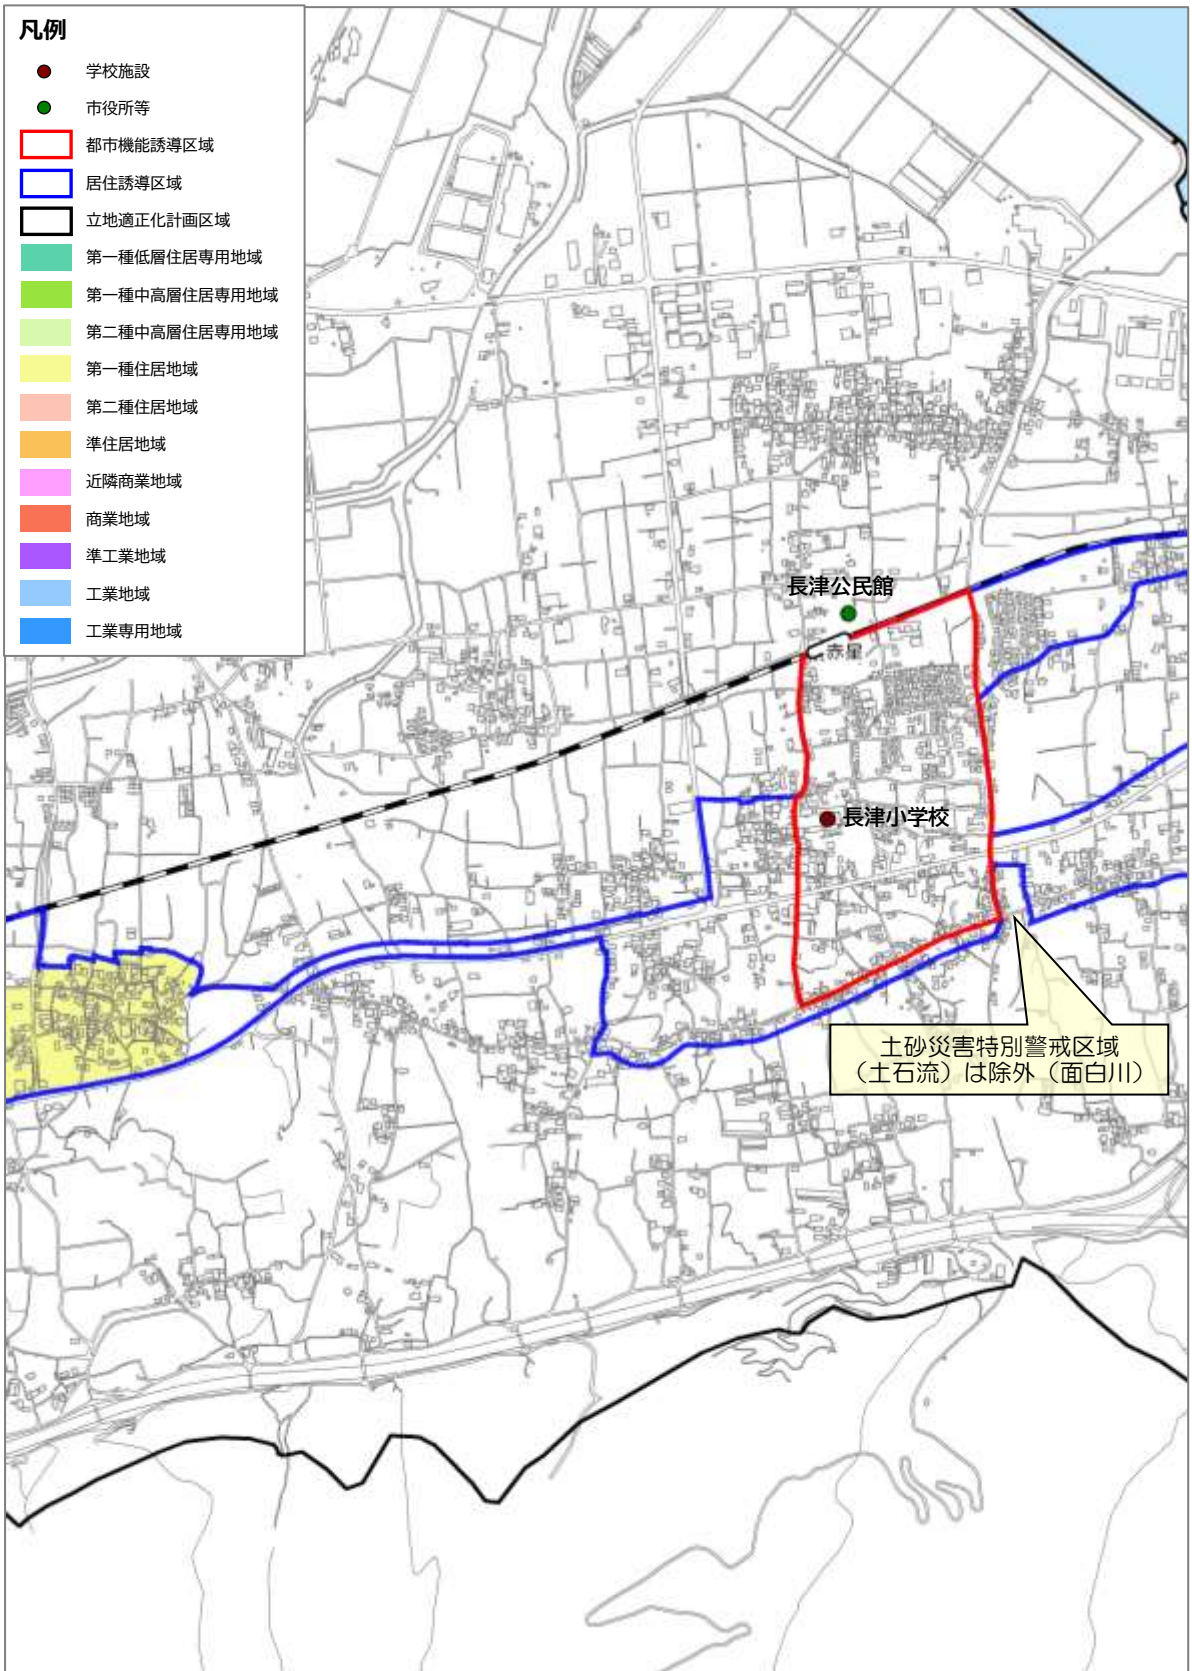 凡例
学校施設
市役所等
都市機能誘導区域
居住誘導区域
立地適正化計画区域
第一種低層住居専用地域
第一種中高層住居専用地域
第二種中高層住居専用地域
第一種住居地域
第二種住居地域
準住居地域
近隣商業地域
商業地域
準工業地域
工業地域
工業専用地域
長津公民館
赤星
長津小学校
土砂災害特別警戒区域
（土石流）は除外（面白川）